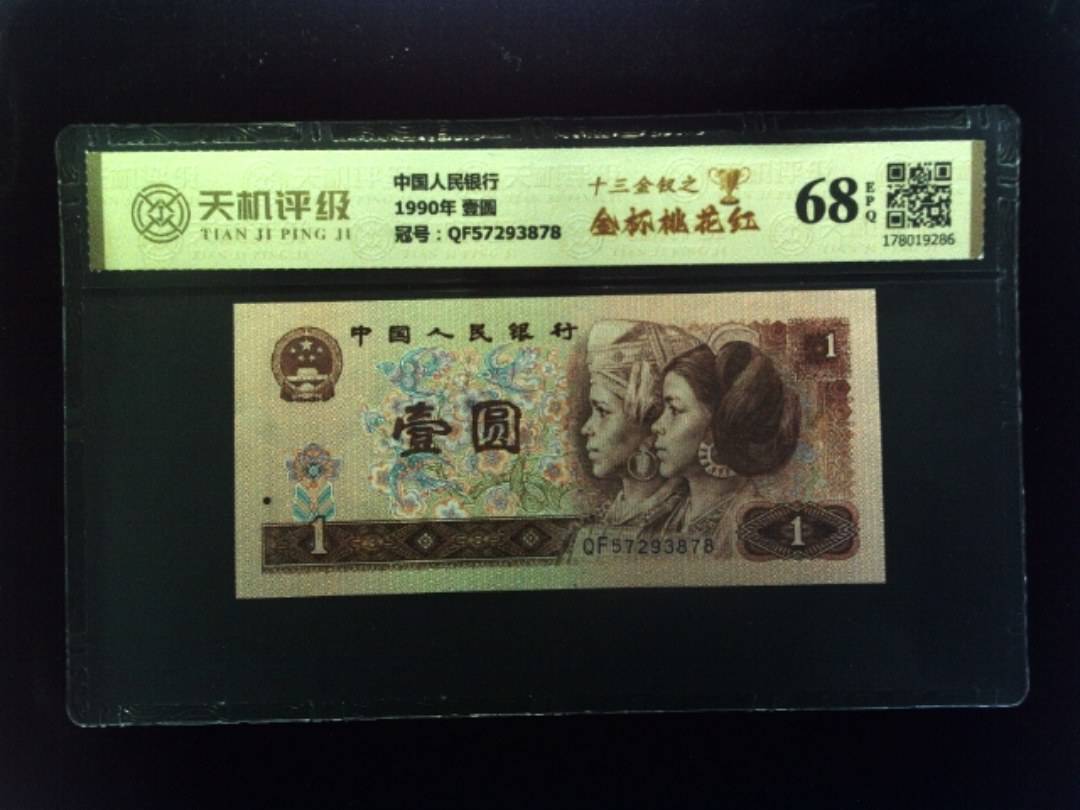 天机评级
TIAN JI PING JI
中国人民银行
1990年 壹圆
冠号：QF57293878
十三金钗之
金杯桃花红
68
EPQ
178019286
中国人民银行
1
壹圆
1
QF57293878
1